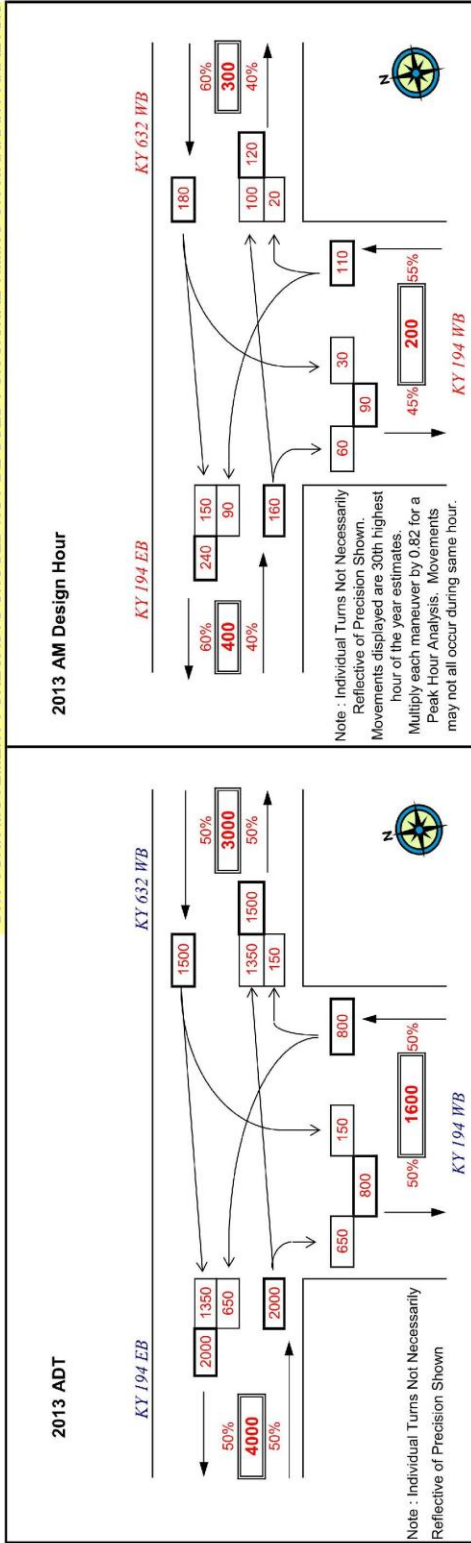 2013 ADT
KY 194 EB
KY 632 WB
1500
50%
3000
50%
2000
1350
650
1350
1500
150
50%
4000
50%
2000
800
650
150
800
50%
1600
50%
KY 194 WB
N
Note : Individual Turns Not Necessarily
Reflective of Precision Shown
2013 AM Design Hour
KY 194 EB
KY 632 WB
180
60%
300
40%
240
150
90
100
120
20
60%
400
40%
160
110
60
30
90
45%
200
55%
KY 194 WB
N
Note : Individual Turns Not Necessarily
Reflective of Precision Shown.
Movements displayed are 30th highest
hour of the year estimates.
Multiply each maneuver by 0.82 for a
Peak Hour Analysis. Movements
may not all occur during same hour.